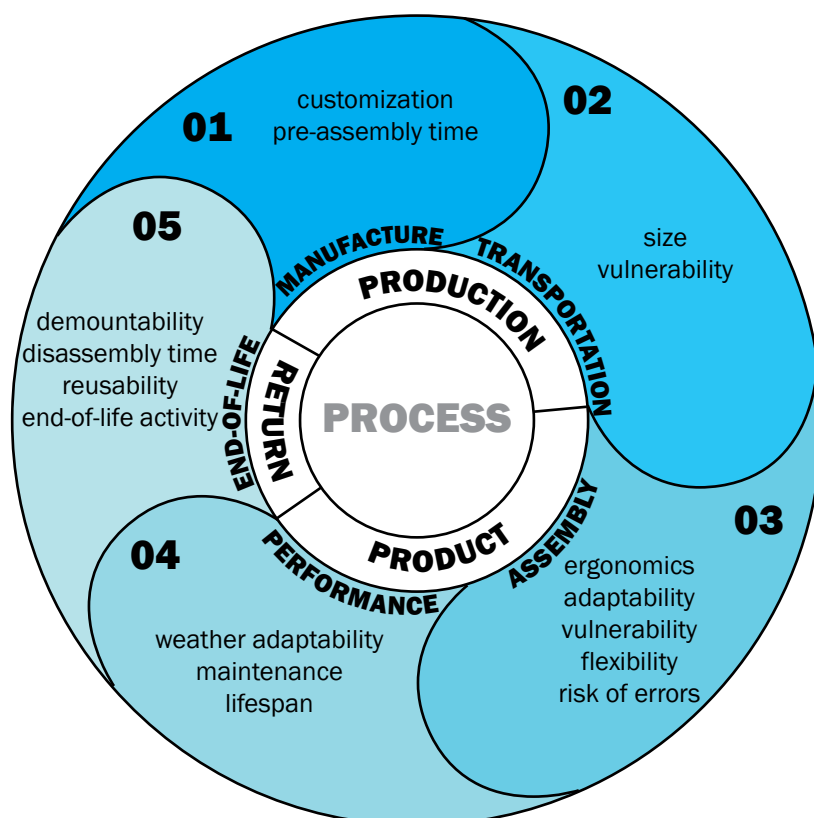 01
customization
pre-assembly time
MANUFACTURE
02
size
vulnerability
TRANSPORTATION
03
ergonomics
adaptability
vulnerability
flexibility
risk of errors
ASSEMBLY
04
weather adaptability
maintenance
lifespan
PERFORMANCE
05
demountability
disassembly time
reusability
end-of-life activity
END-OF-LIFE
PRODUCTION
PRODUCT
RETURN
PROCESS